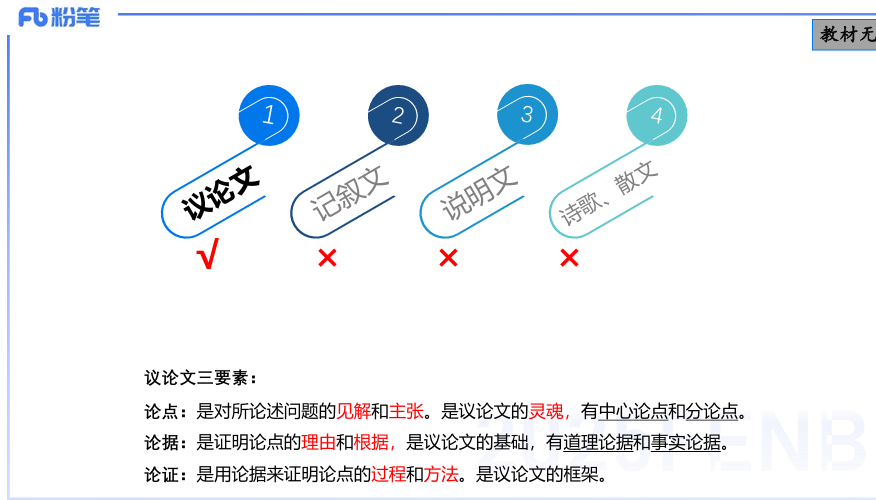 粉笔
教材无
1
2
3
4
议论文
记叙文
说明文
诗歌、散文
√
×
×
×
议论文三要素：
论点：是对所论述问题的见解和主张。是议论文的灵魂，有中心论点和分论点。
论据：是证明论点的理由和根据，是议论文的基础，有道理论据和事实论据。
论证：是用论据来证明论点的过程和方法。是议论文的框架。